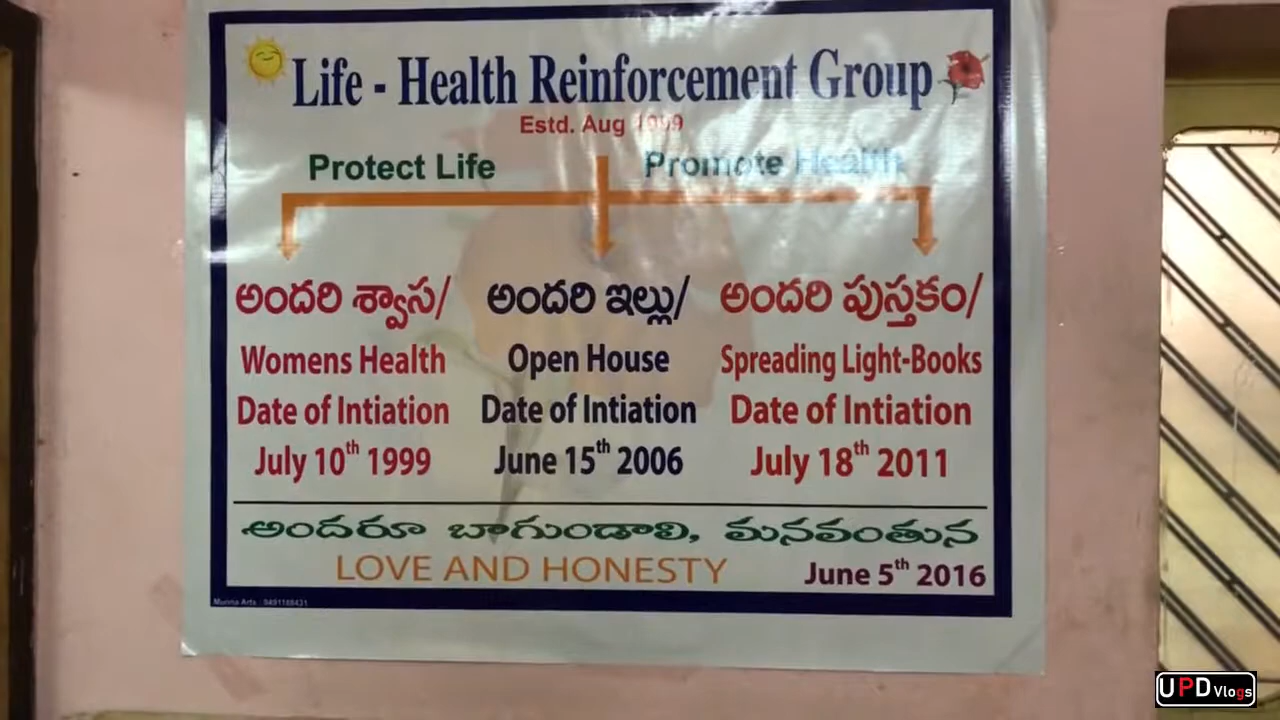 Life - Health Reinforcement Group
Estd. Aug 1999
Protect Life Promote Health
అందరి శ్వాస/ అందరి ఇల్లు/ అందరి పుస్తకం/
Womens Health Open House Spreading Light-Books
Date of Intiation Date of Intiation Date of Intiation
July 10th 1999 June 15th 2006 July 18th 2011
అందరూ బాగుండాలి, మనవంతున
LOVE AND HONESTY June 5th 2016
UPD Vlogs